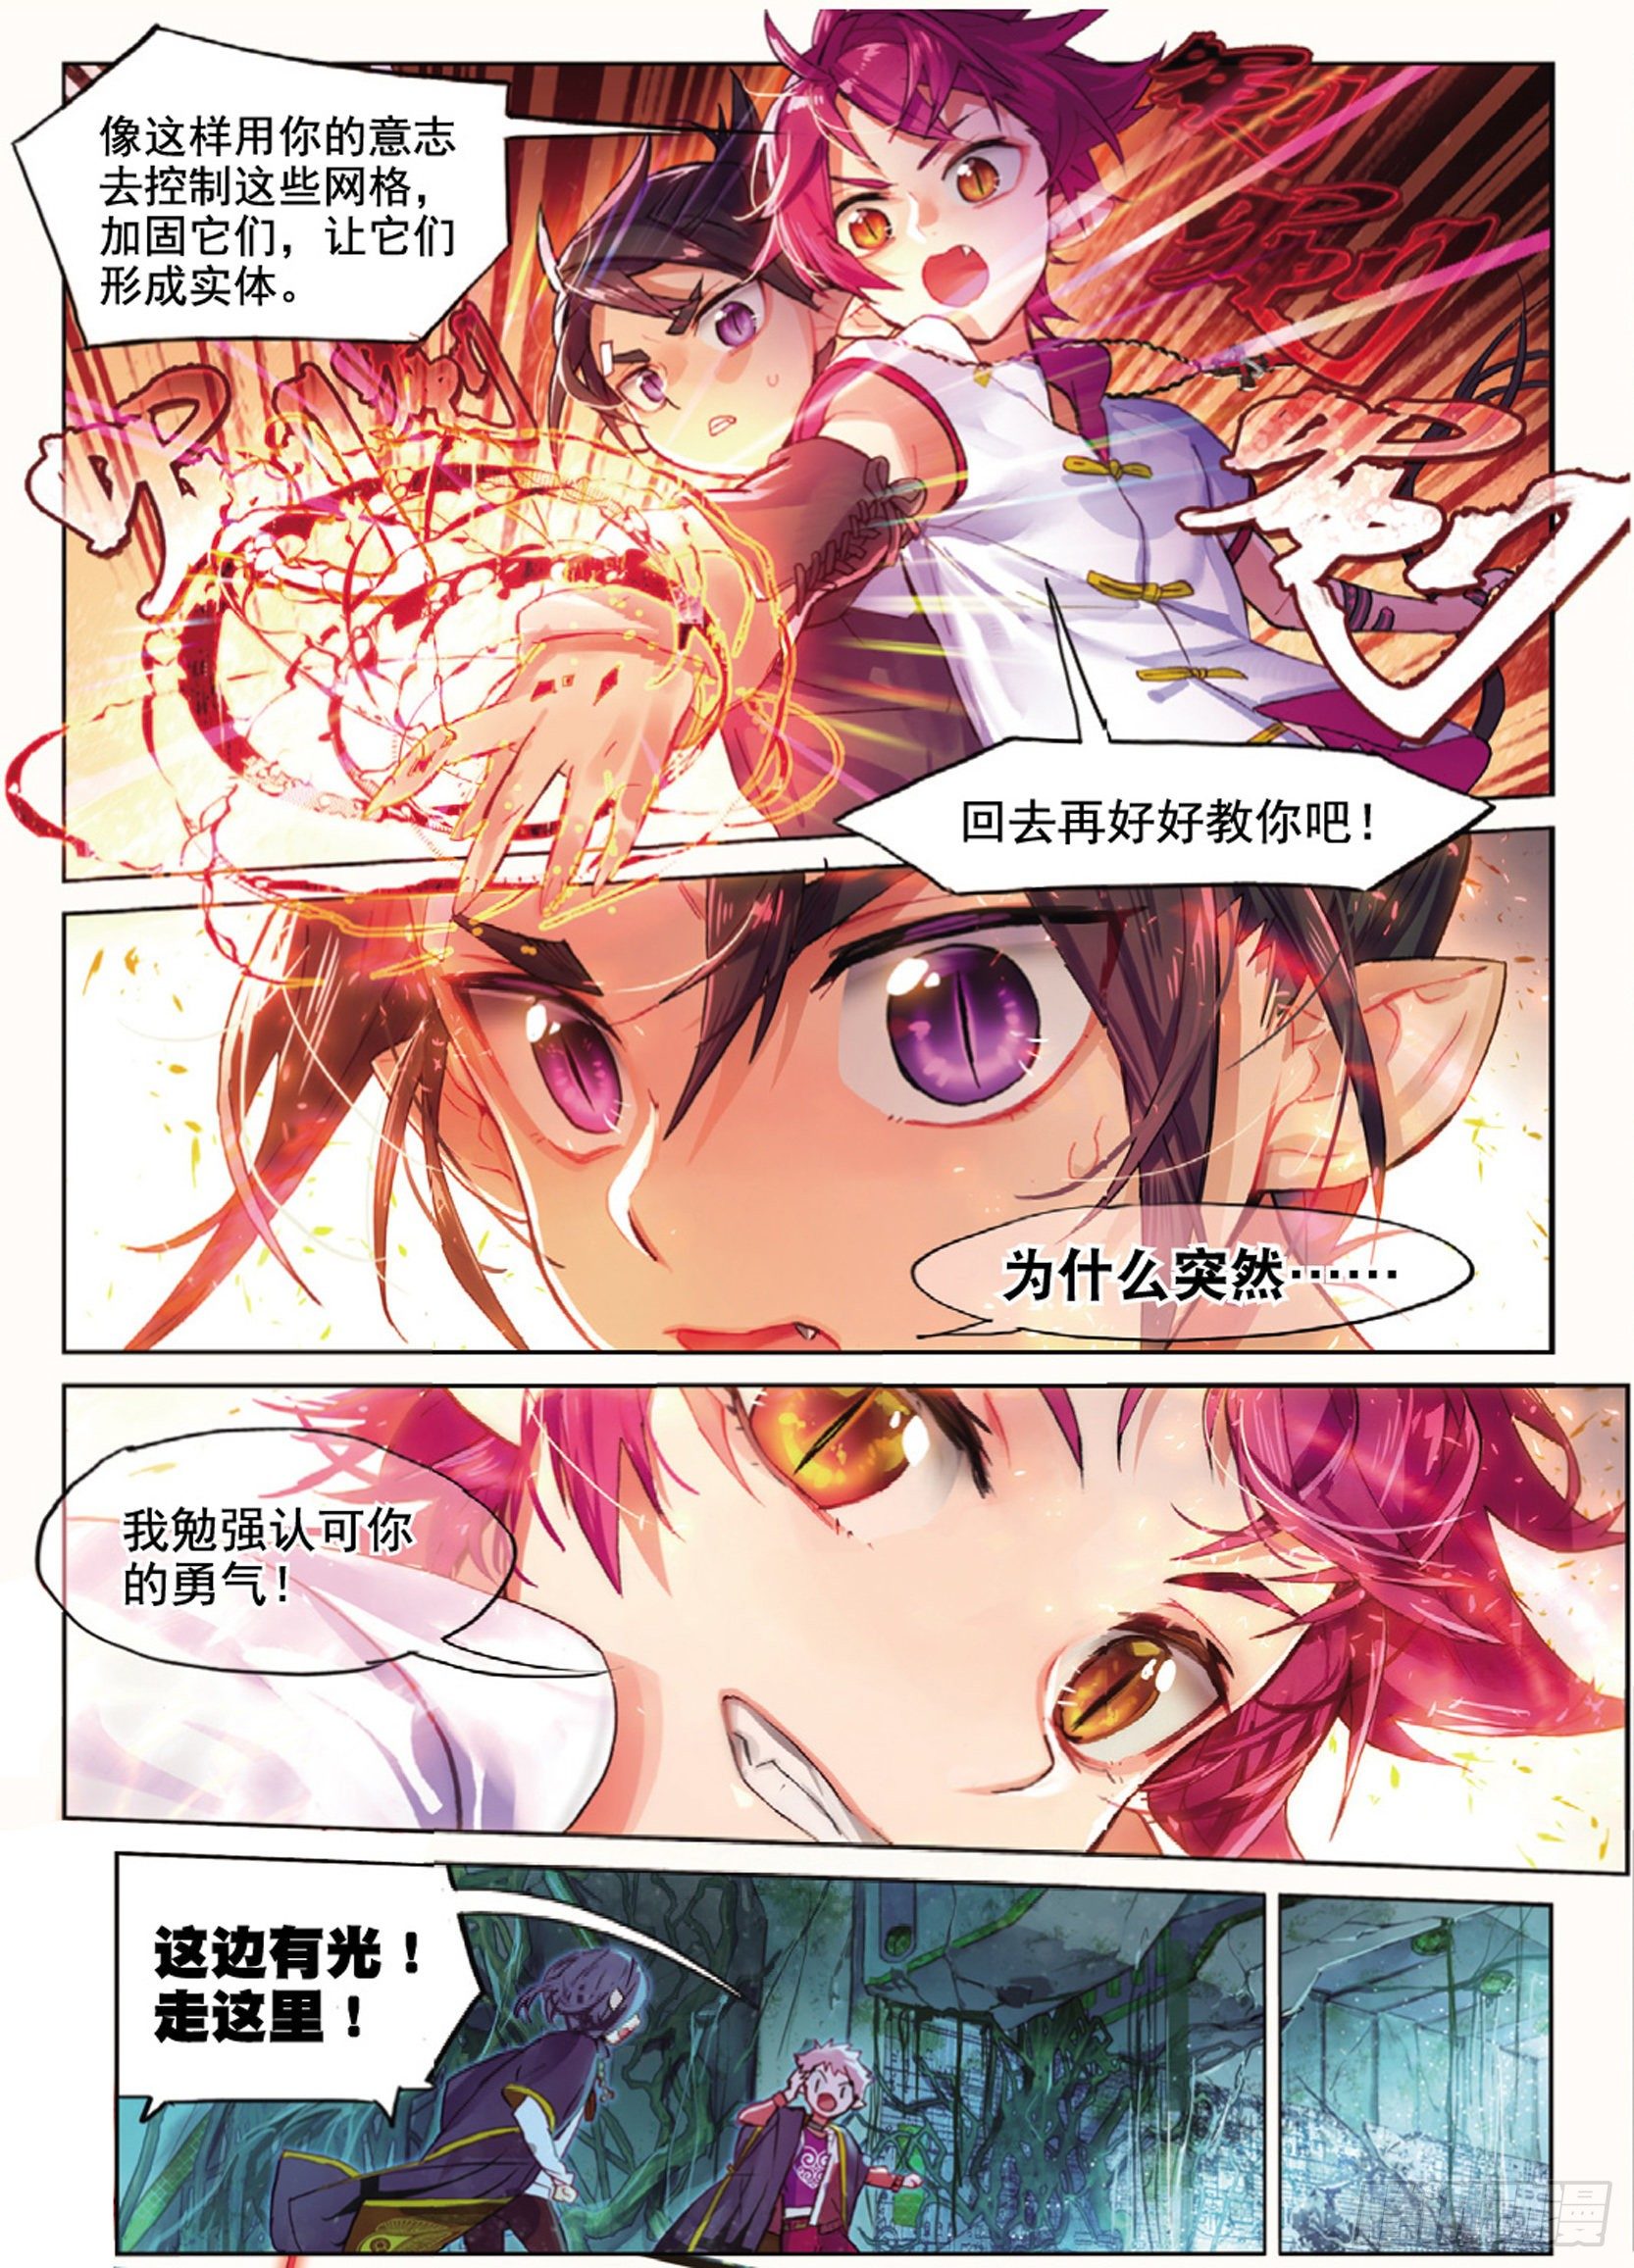 像这样用你的意志
去控制这些网格，
加固它们，让它们
形成实体。
回去再好好教你吧！
为什么突然……
我勉强认可你
的勇气！
这边有光！
走这里！